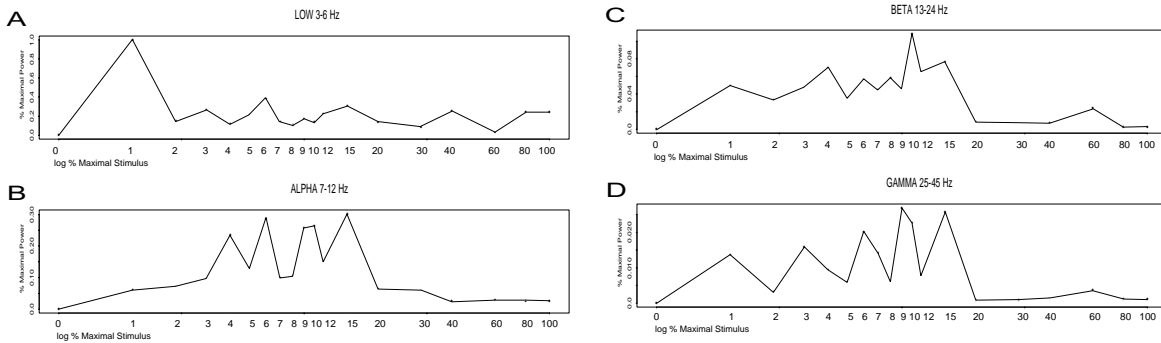 A
LOW 3-6 Hz
% Maximal Power
0.0 0.2 0.4 0.6 0.8 1.0
0 1 2 3 4 5 6 7 8 9 10 12 15 20 30 40 60 80 100
log % Maximal Stimulus
B
ALPHA 7-12 Hz
% Maximal Power
0.0 0.10 0.20 0.30
0 1 2 3 4 5 6 7 8 9 10 12 15 20 30 40 60 80 100
log % Maximal Stimulus
C
BETA 13-24 Hz
% Maximal Power
0.0 0.04 0.08
0 1 2 3 4 5 6 7 8 9 10 12 15 20 30 40 60 80 100
log % Maximal Stimulus
D
GAMMA 25-45 Hz
% Maximal Power
0.0 0.010 0.020
0 1 2 3 4 5 6 7 8 9 10 12 15 20 30 40 60 80 100
log % Maximal Stimulus